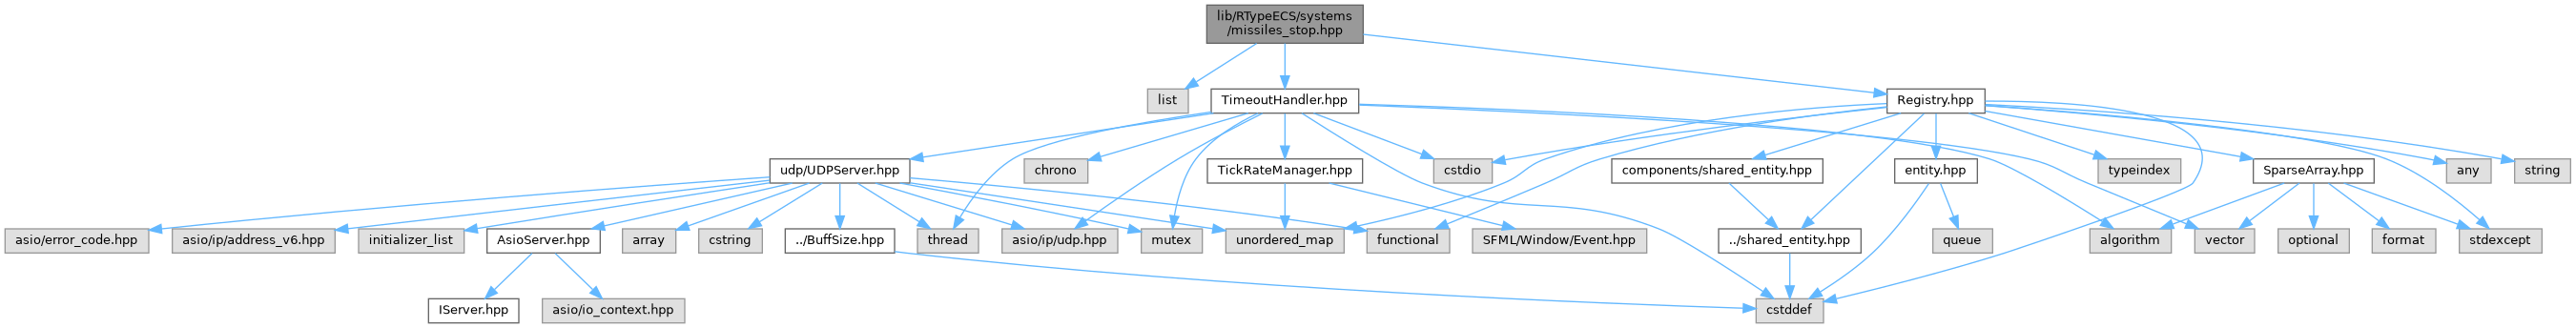 lib/RTypeECS/systems
/missiles_stop.hpp
list
TimeoutHandler.hpp
Registry.hpp
udp/UDPServer.hpp
chrono
TickRateManager.hpp
cstdio
components/shared_entity.hpp
entity.hpp
typeindex
SparseArray.hpp
any
string
asio/error_code.hpp
asio/ip/address_v6.hpp
initializer_list
AsioServer.hpp
array
cstring
../BuffSize.hpp
thread
asio/ip/udp.hpp
mutex
unordered_map
functional
SFML/Window/Event.hpp
../shared_entity.hpp
queue
algorithm
vector
optional
format
stdexcept
IServer.hpp
asio/io_context.hpp
cstddef